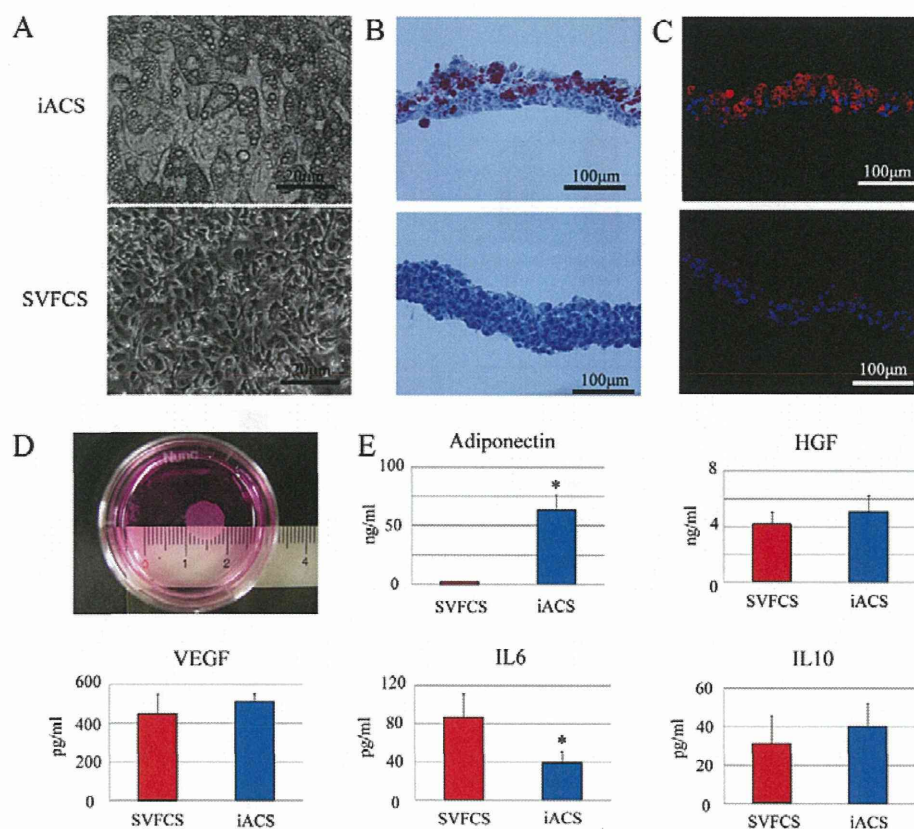 A
B
C
iACS
20μm
100μm
100μm
SVFCS
20μm
100μm
100μm
D
Nunc
0 1 2 4
E
Adiponectin
100
50
0
ng/ml
*
SVFCS iACS
HGF
8
4
0
ng/ml
SVFCS iACS
VEGF
600
400
200
0
pg/ml
SVFCS iACS
IL6
120
80
40
0
pg/ml
*
SVFCS iACS
IL10
60
40
20
0
pg/ml
SVFCS iACS